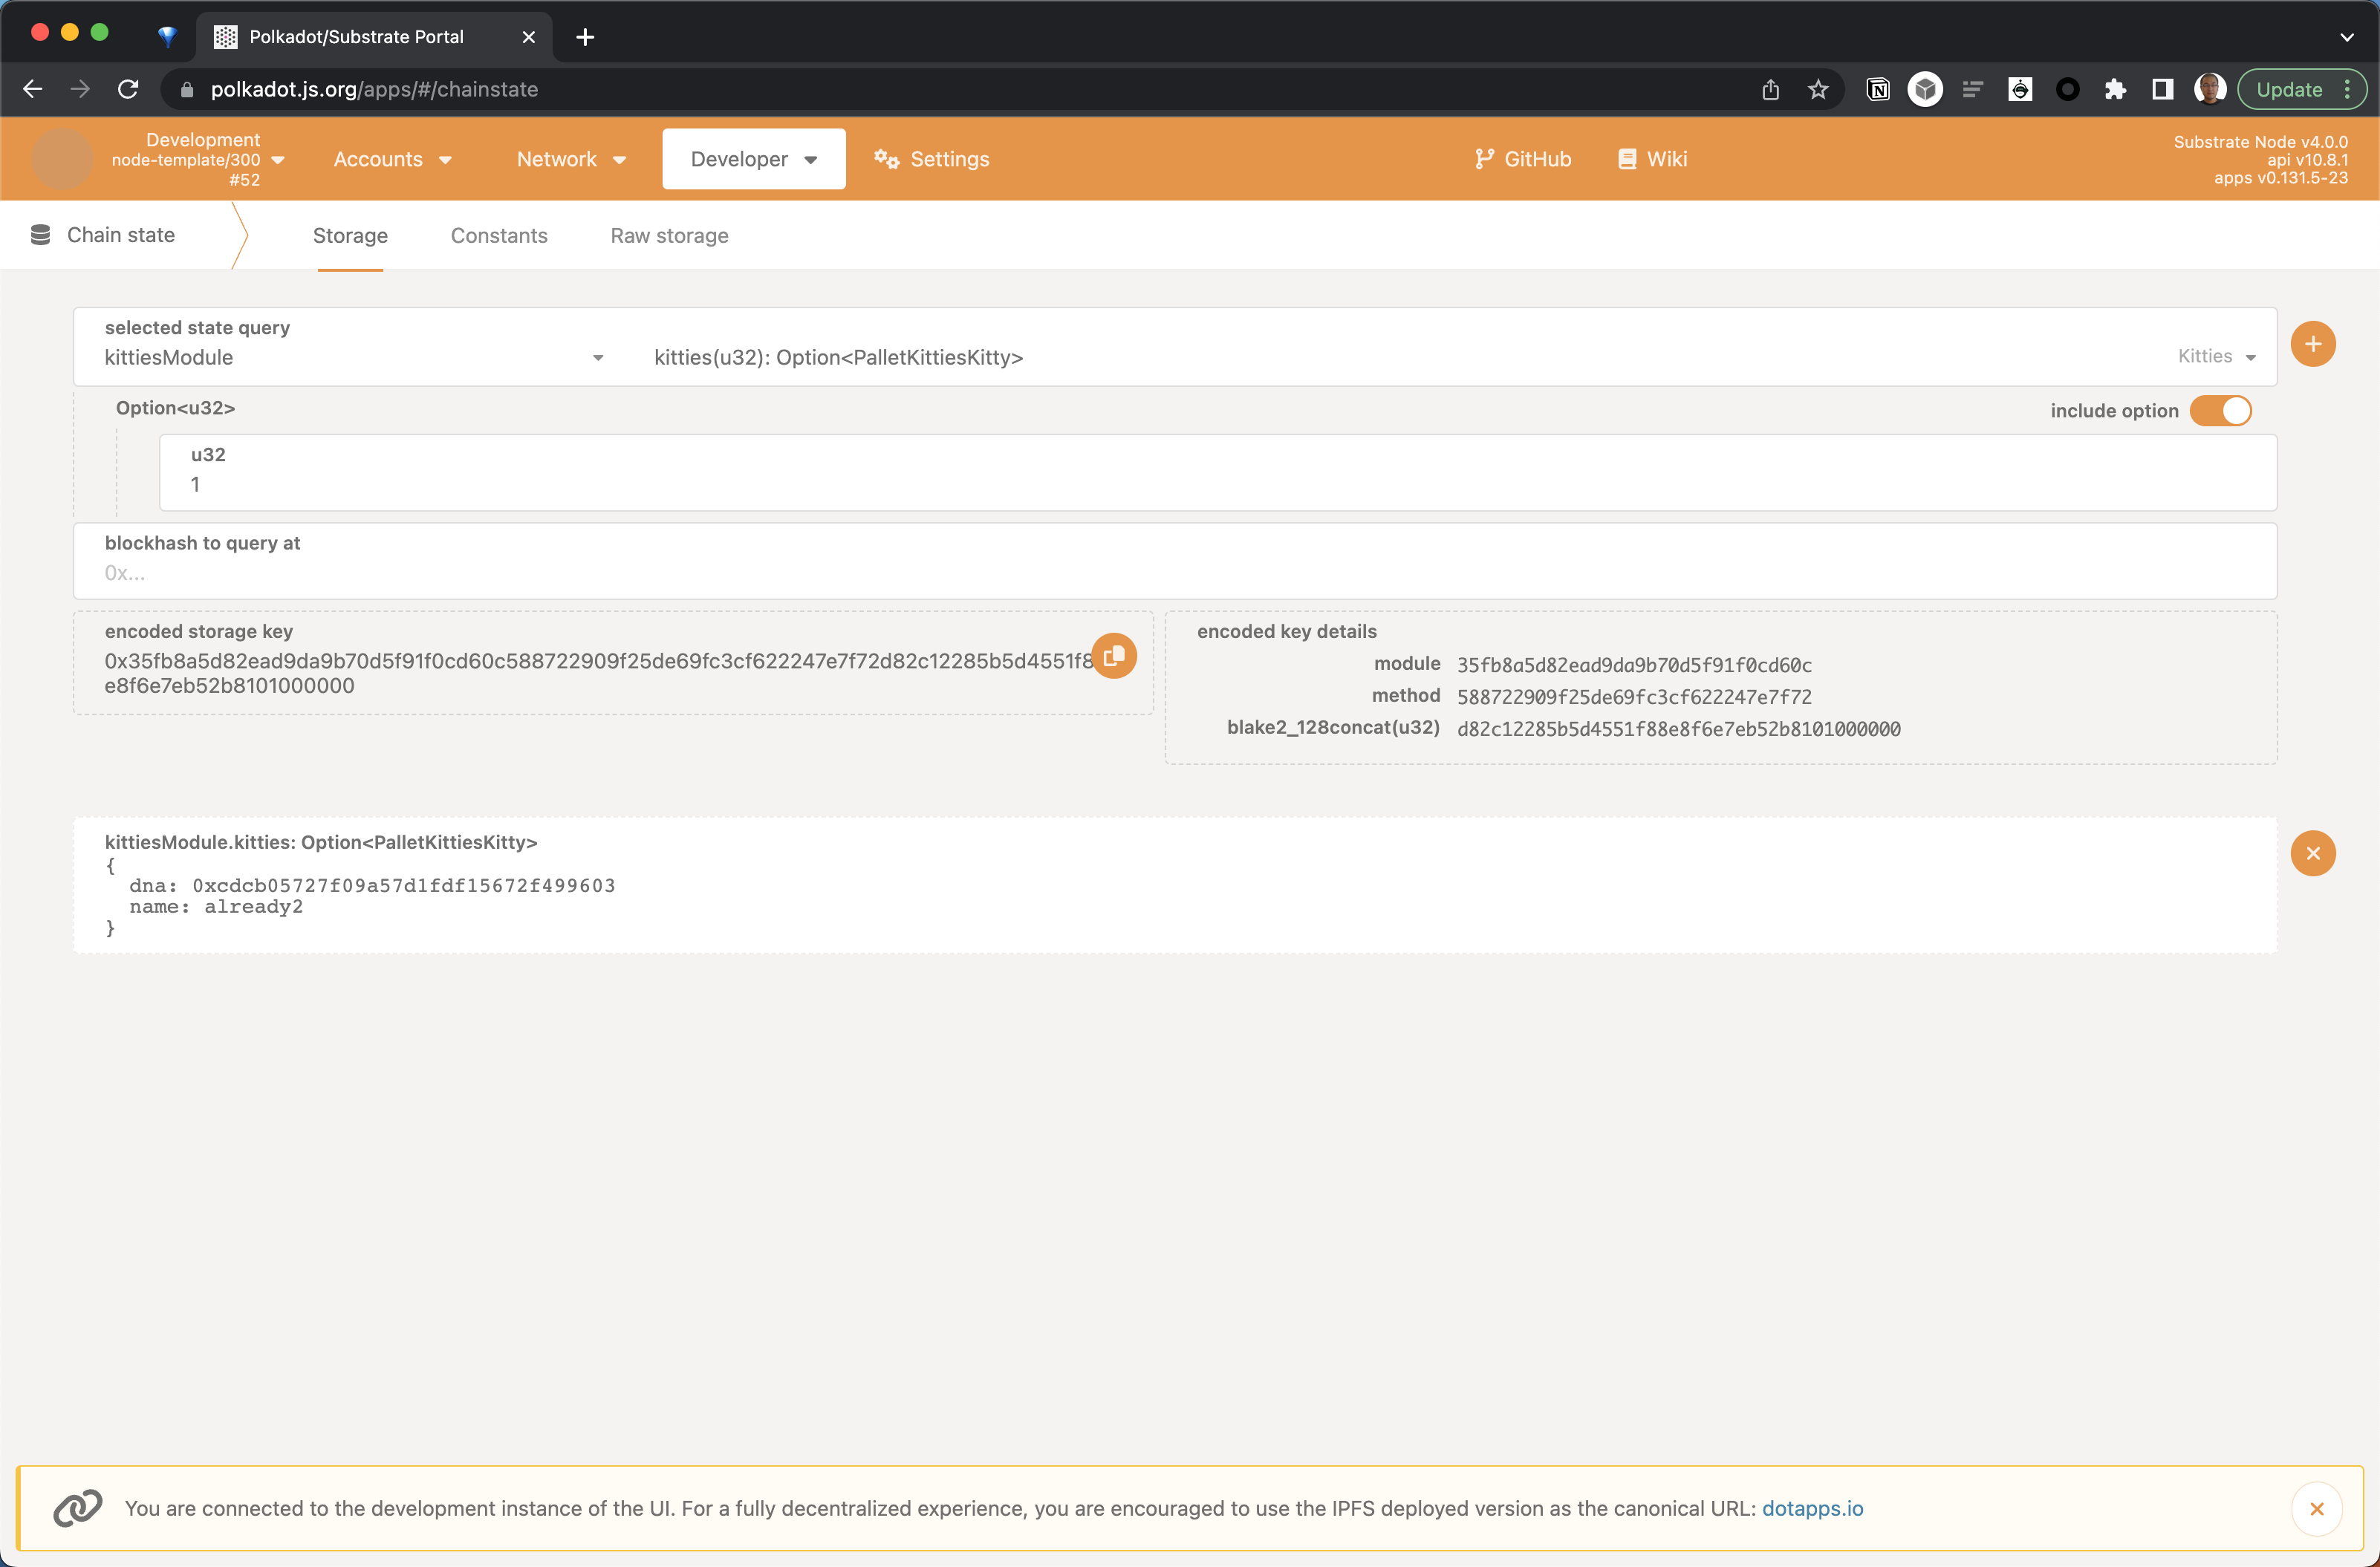 Polkadot/Substrate Portal
polkadot.js.org/apps/#/chainstate
Update
Development
node-template/300
#52
Accounts
Network
Developer
Settings
GitHub
Wiki
Substrate Node v4.0.0
api v10.8.1
apps v0.131.5-23
Chain state
Storage
Constants
Raw storage
selected state query
kittiesModule
kitties(u32): Option<PalletKittiesKitty>
Kitties
Option<u32>
include option
u32
1
blockhash to query at
0x...
encoded storage key
0x35fb8a5d82ead9da9b70d5f91f0cd60c588722909f25de69fc3cf622247e7f72d82c12285b5d4551f8
e8f6e7eb52b8101000000
encoded key details
module 35fb8a5d82ead9da9b70d5f91f0cd60c
method 588722909f25de69fc3cf622247e7f72
blake2_128concat(u32) d82c12285b5d4551f88e8f6e7eb52b8101000000
kittiesModule.kitties: Option<PalletKittiesKitty>
{
dna: 0xcdcb05727f09a57d1fdf15672f499603
name: already2
}
You are connected to the development instance of the UI. For a fully decentralized experience, you are encouraged to use the IPFS deployed version as the canonical URL: dotapps.io